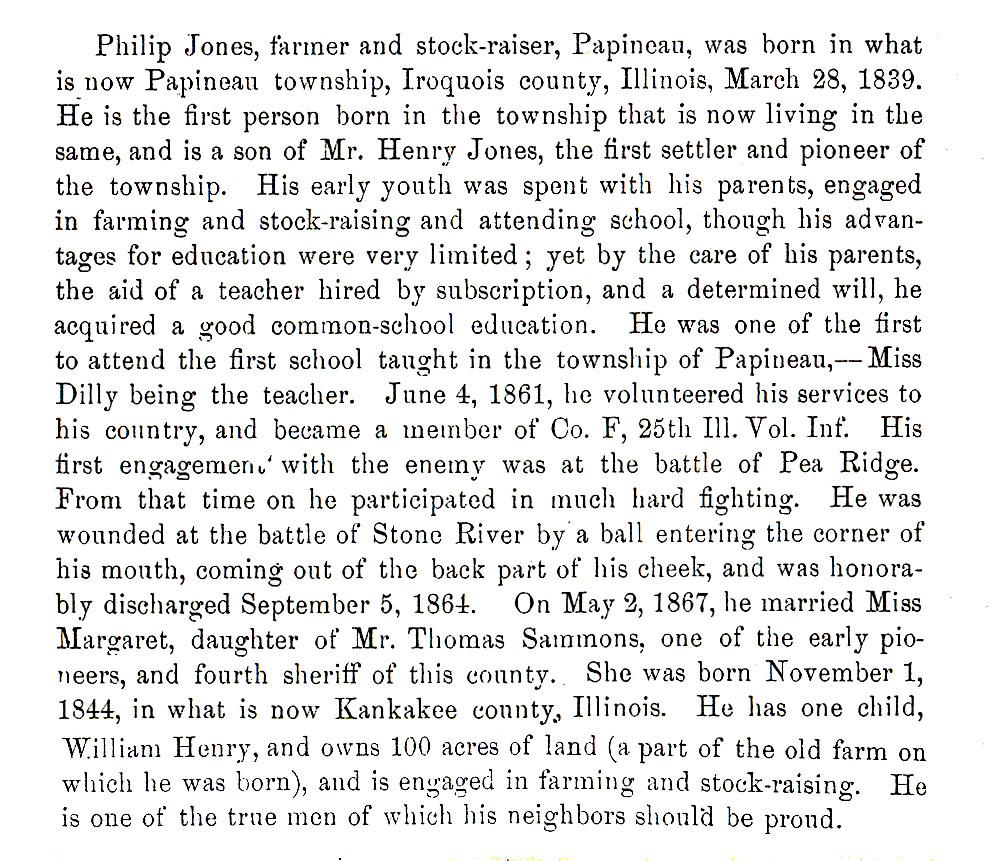 Philip Jones, farmer and stock-raiser, Papineau, was born in what
is now Papineau township, Iroquois county, Illinois, March 28, 1839.
He is the first person born in the township that is now living in the
same, and is a son of Mr. Henry Jones, the first settler and pioneer of
the township. His early youth was spent with his parents, engaged
in farming and stock-raising and attending school, though his advan-
tages for education were very limited; yet by the care of his parents,
the aid of a teacher hired by subscription, and a determined will, he
acquired a good common-school education. He was one of the first
to attend the first school taught in the township of Papineau,—Miss
Dilly being the teacher. June 4, 1861, he volunteered his services to
his country, and became a member of Co. F, 25th Ill. Vol. Inf. His
first engagement with the enemy was at the battle of Pea Ridge.
From that time on he participated in much hard fighting. He was
wounded at the battle of Stone River by a ball entering the corner of
his mouth, coming out of the back part of his cheek, and was honora-
bly discharged September 5, 1864. On May 2, 1867, he married Miss
Margaret, daughter of Mr. Thomas Sammons, one of the early pio-
neers, and fourth sheriff of this county. She was born November 1,
1844, in what is now Kankakee county, Illinois. He has one child,
William Henry, and owns 100 acres of land (a part of the old farm on
which he was born), and is engaged in farming and stock-raising. He
is one of the true men of which his neighbors should be proud.